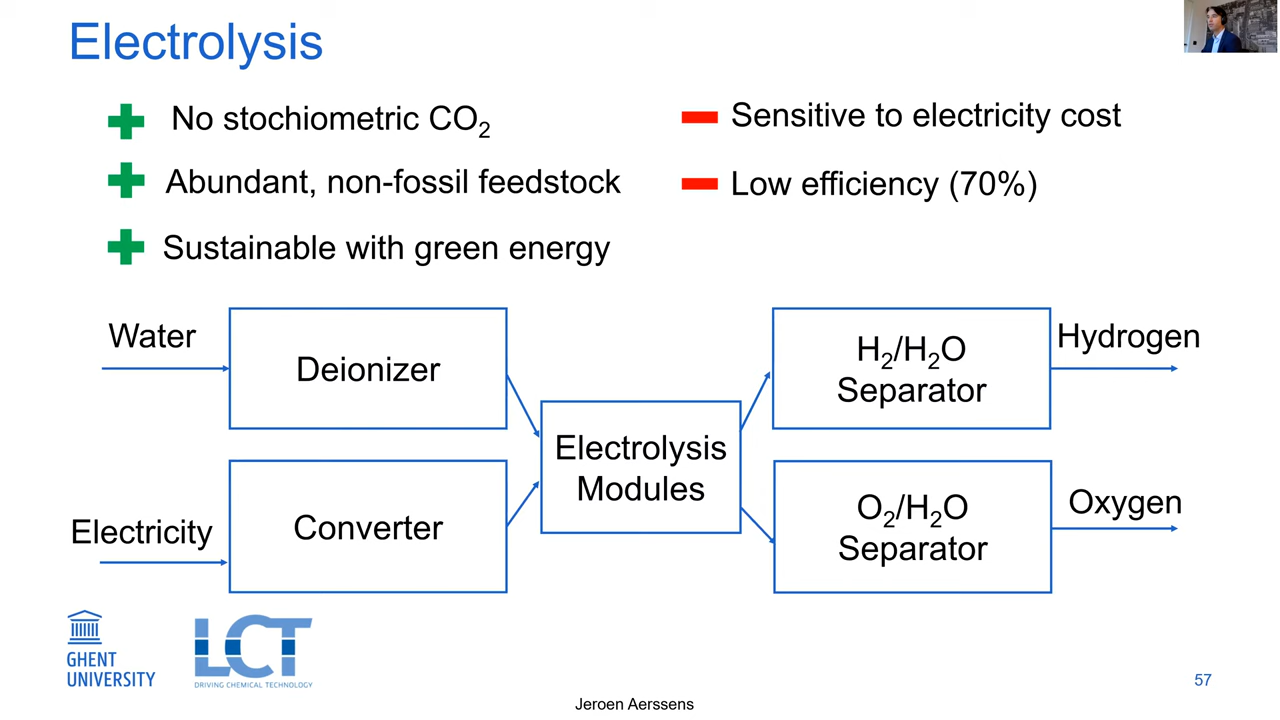 Electrolysis
No stochiometric CO₂
Abundant, non-fossil feedstock
Sustainable with green energy
Sensitive to electricity cost
Low efficiency (70%)
Water
Deionizer
Electricity
Converter
Electrolysis
Modules
H₂/H₂O
Separator
Hydrogen
O₂/H₂O
Separator
Oxygen
GHENT
UNIVERSITY
LCT
DRIVING CHEMICAL TECHNOLOGY
57
Jeroen Aerssens